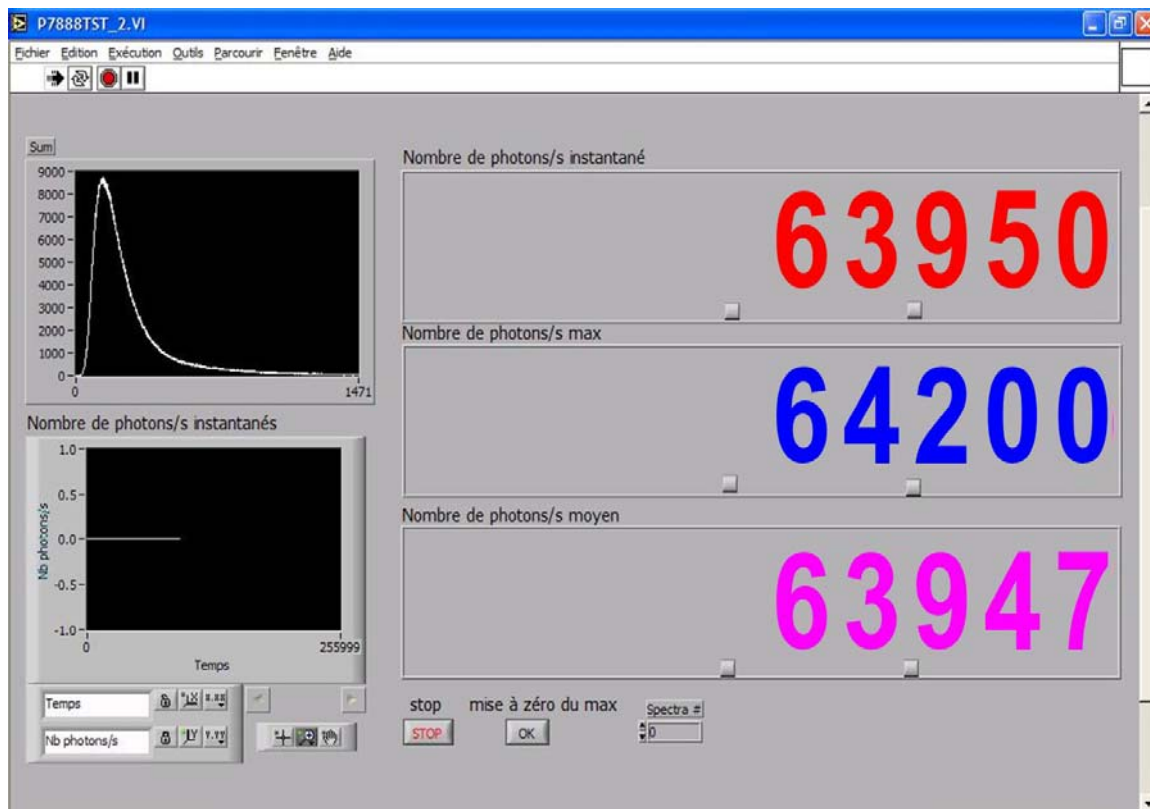 P7888TST_2.VI
Fichier Edition Exécution Outils Parcourir Fenêtre Aide
Sum
9000
8000
7000
6000
5000
4000
3000
2000
1000
0
0 1471
Nombre de photons/s instantanés
1.0
0.5
0.0
-0.5
-1.0
Nb photons/s
0 255999
Temps
Temps
Nb photons/s
Nombre de photons/s instantané
63950
Nombre de photons/s max
64200
Nombre de photons/s moyen
63947
stop mise à zéro du max Spectra #
STOP OK 0